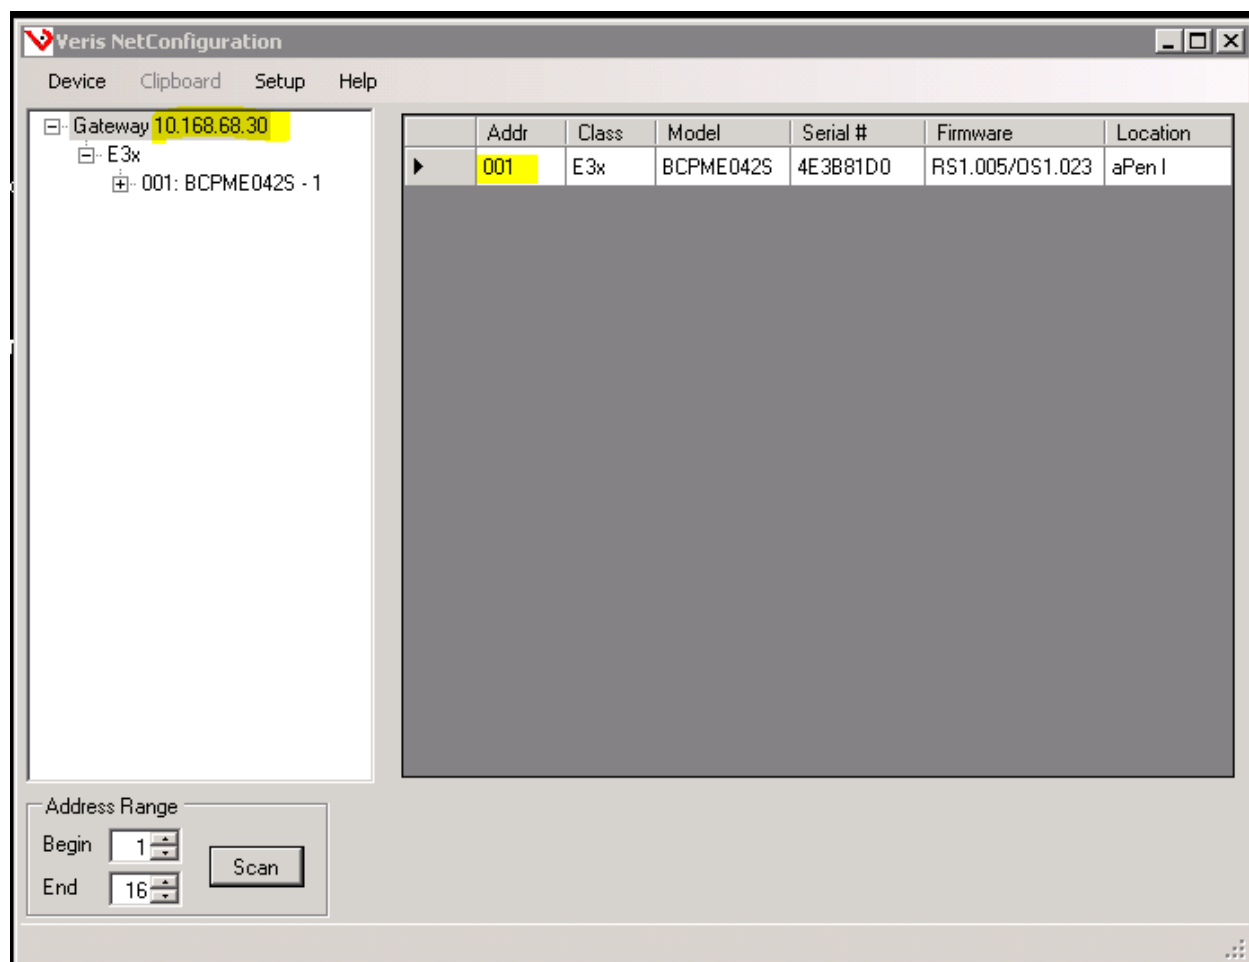 Veris NetConfiguration
Device Clipboard Setup Help
Gateway 10.168.68.30
E3x
001: BCPME042S - 1
Addr Class Model Serial # Firmware Location
001 E3x BCPME042S 4E3B81D0 RS1.005/OS1.023 aPen I
Address Range
Begin 1
Scan
End 16